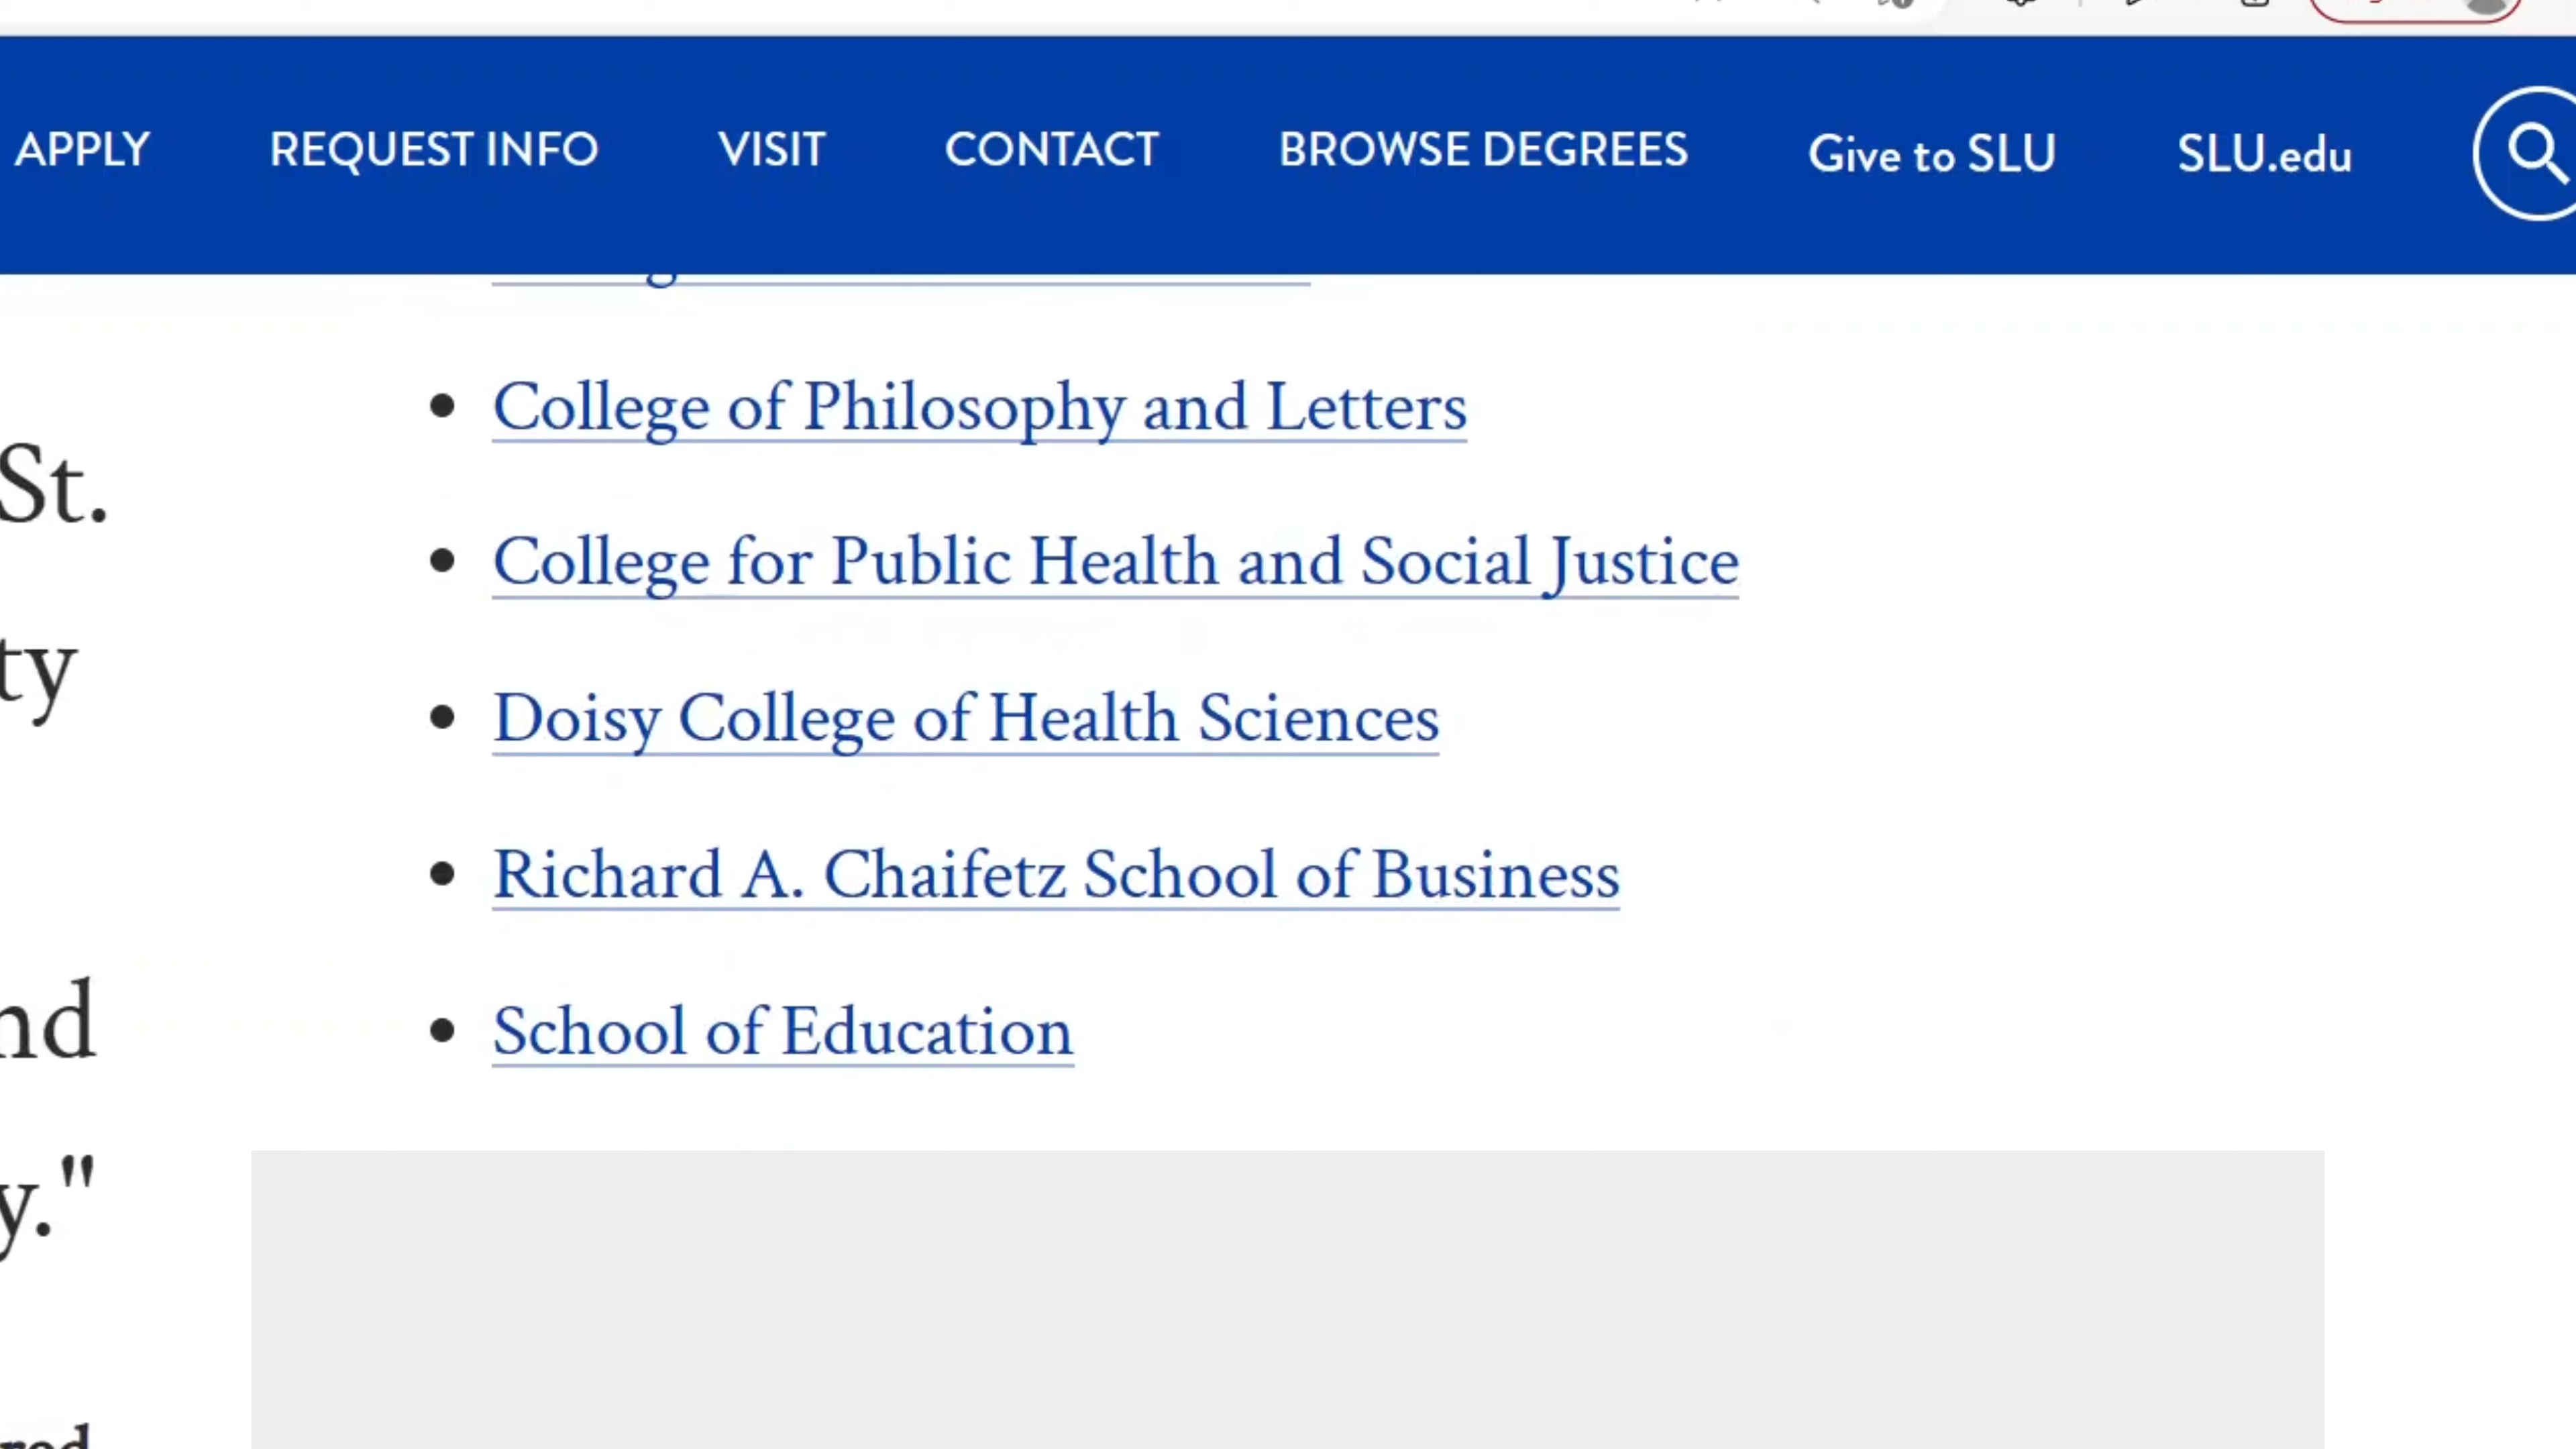 APPLY REQUEST INFO VISIT CONTACT BROWSE DEGREES Give to SLU SLU.edu
College of Philosophy and Letters
St.
College for Public Health and Social Justice
ty
Doisy College of Health Sciences
Richard A. Chaifetz School of Business
nd
School of Education
y."